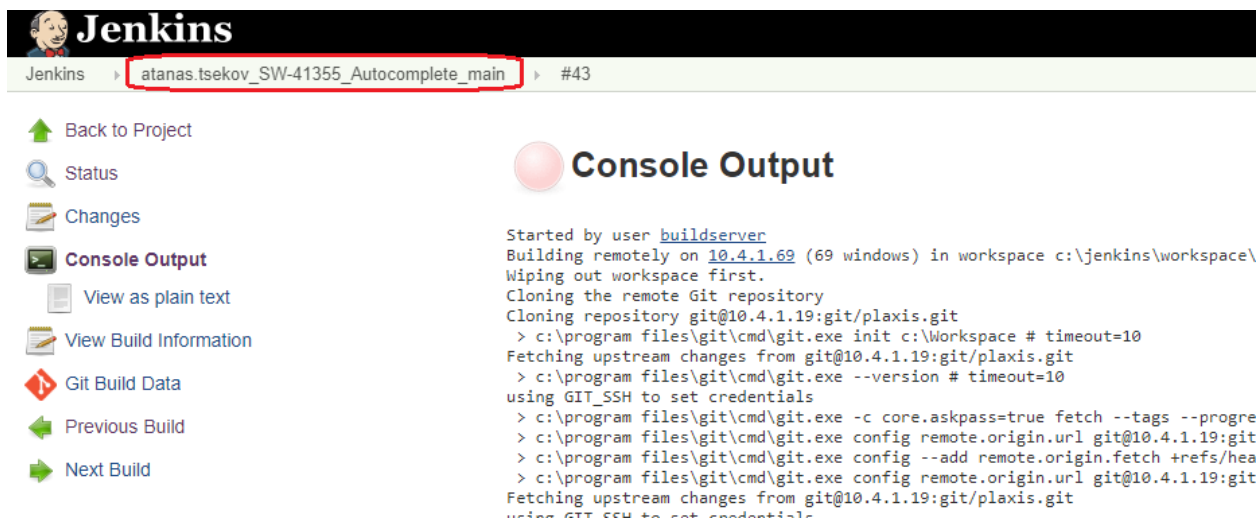 Jenkins
Jenkins atanas.tsekov_SW-41355_Autocomplete_main #43
Back to Project
Status
Changes
Console Output
View as plain text
View Build Information
Git Build Data
Previous Build
Next Build
Console Output
Started by user buildserver
Building remotely on 10.4.1.69 (69 windows) in workspace c:\jenkins\workspace\
Wiping out workspace first.
Cloning the remote Git repository
Cloning repository git@10.4.1.19:git/plaxis.git
> c:\program files\git\cmd\git.exe init c:\Workspace # timeout=10
Fetching upstream changes from git@10.4.1.19:git/plaxis.git
> c:\program files\git\cmd\git.exe --version # timeout=10
using GIT_SSH to set credentials
> c:\program files\git\cmd\git.exe -c core.askpass=true fetch --tags --progre
> c:\program files\git\cmd\git.exe config remote.origin.url git@10.4.1.19:git
> c:\program files\git\cmd\git.exe config --add remote.origin.fetch +refs/hea
> c:\program files\git\cmd\git.exe config remote.origin.url git@10.4.1.19:git
Fetching upstream changes from git@10.4.1.19:git/plaxis.git
using GIT_SSH to set credentials